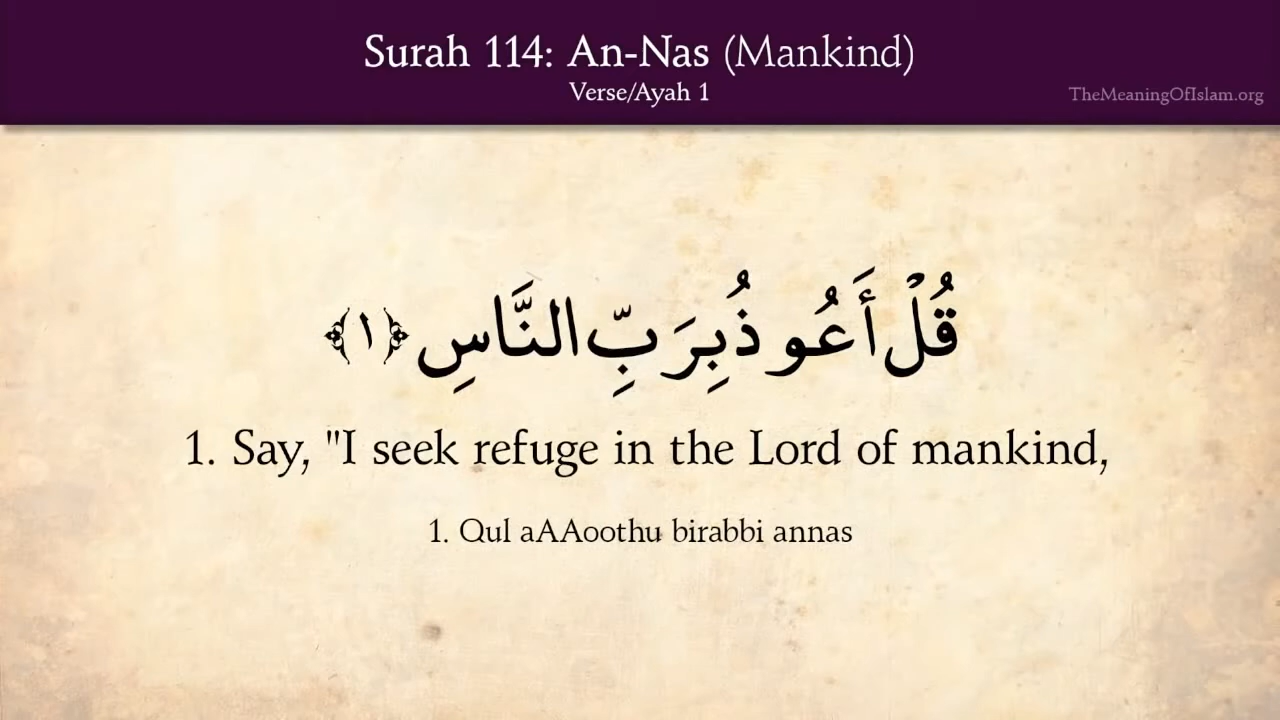 Surah 114: An-Nas (Mankind)
Verse/Ayah 1
TheMeaningOfIslam.org
قُلْ أَعُوذُ بِرَبِّ النَّاسِ ﴿١﴾
1. Say, "I seek refuge in the Lord of mankind,
1. Qul aAAoothu birabbi annas